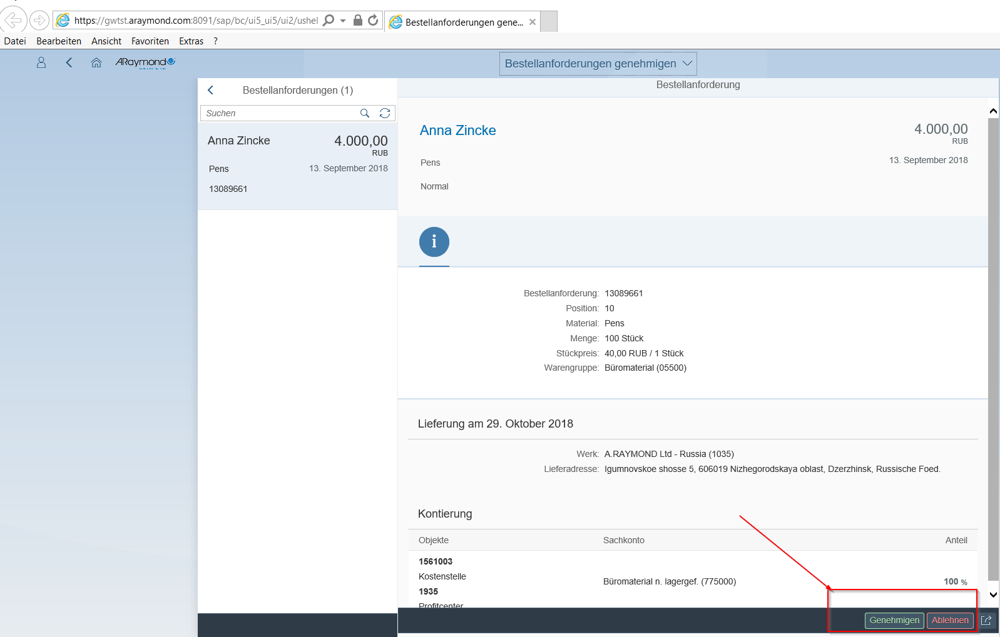 https://gwtst.araymond.com:8091/sap/bc/ui5_ui5/ui2/ushel
Bestellanforderungen gene...
Datei Bearbeiten Ansicht Favoriten Extras ?
ARaymond
Bestellanforderungen genehmigen
Bestellanforderungen (1)
Bestellanforderung
Suchen
Anna Zincke 4.000,00
RUB
Pens 13. September 2018
13089661
Anna Zincke 4.000,00
RUB
Pens 13. September 2018
Normal
Bestellanforderung: 13089661
Position: 10
Material: Pens
Menge: 100 Stück
Stückpreis: 40,00 RUB / 1 Stück
Warengruppe: Büromaterial (05500)
Lieferung am 29. Oktober 2018
Werk: A.RAYMOND Ltd - Russia (1035)
Lieferadresse: Igumnovskoe shosse 5, 606019 Nizhegorodskaya oblast, Dzerzhinsk, Russische Foed.
Kontierung
Objekte Sachkonto Anteil
1561003
Kostenstelle
Büromaterial n. lagergef. (775000) 100 %
1935
Profitcenter
Genehmigen Ablehnen